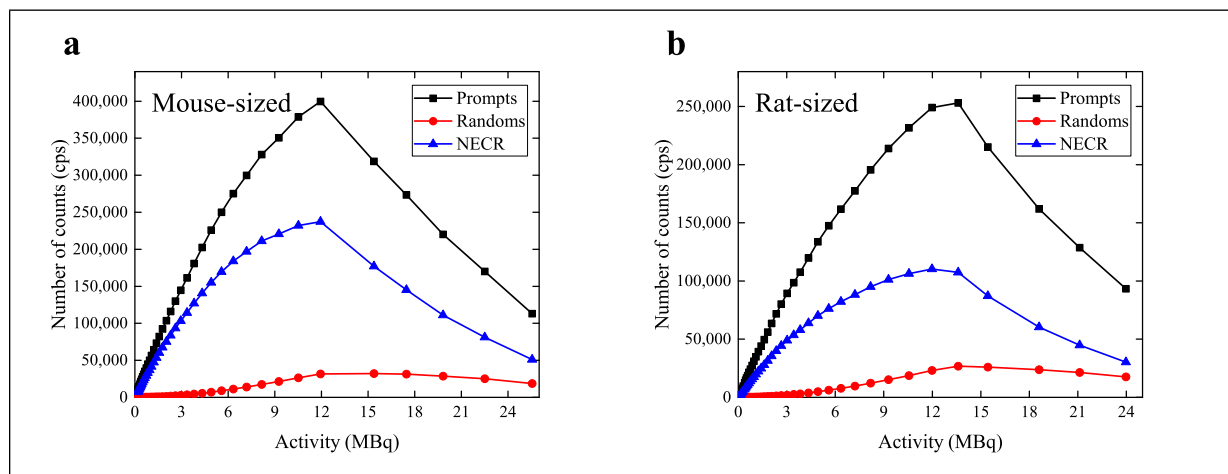 a
Mouse-sized
Prompts
Randoms
NECR
Number of counts (cps)
400,000
350,000
300,000
250,000
200,000
150,000
100,000
50,000
0
0 3 6 9 12 15 18 21 24
Activity (MBq)
b
Rat-sized
Prompts
Randoms
NECR
Number of counts (cps)
250,000
200,000
150,000
100,000
50,000
0
0 3 6 9 12 15 18 21 24
Activity (MBq)